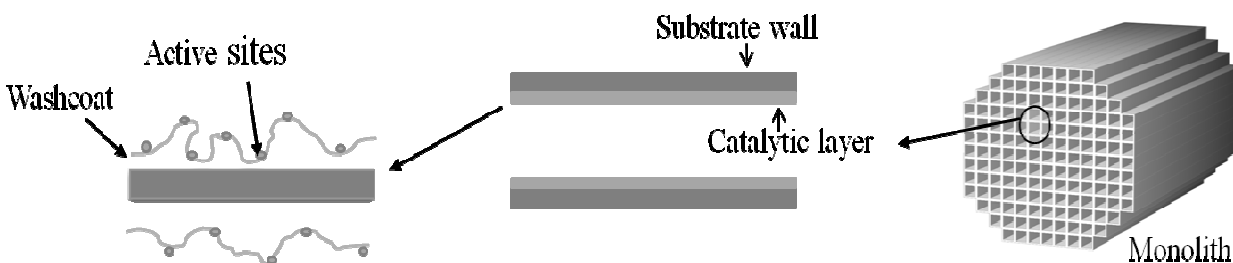 Active sites
Washcoat
Substrate wall
Catalytic layer
Monolith